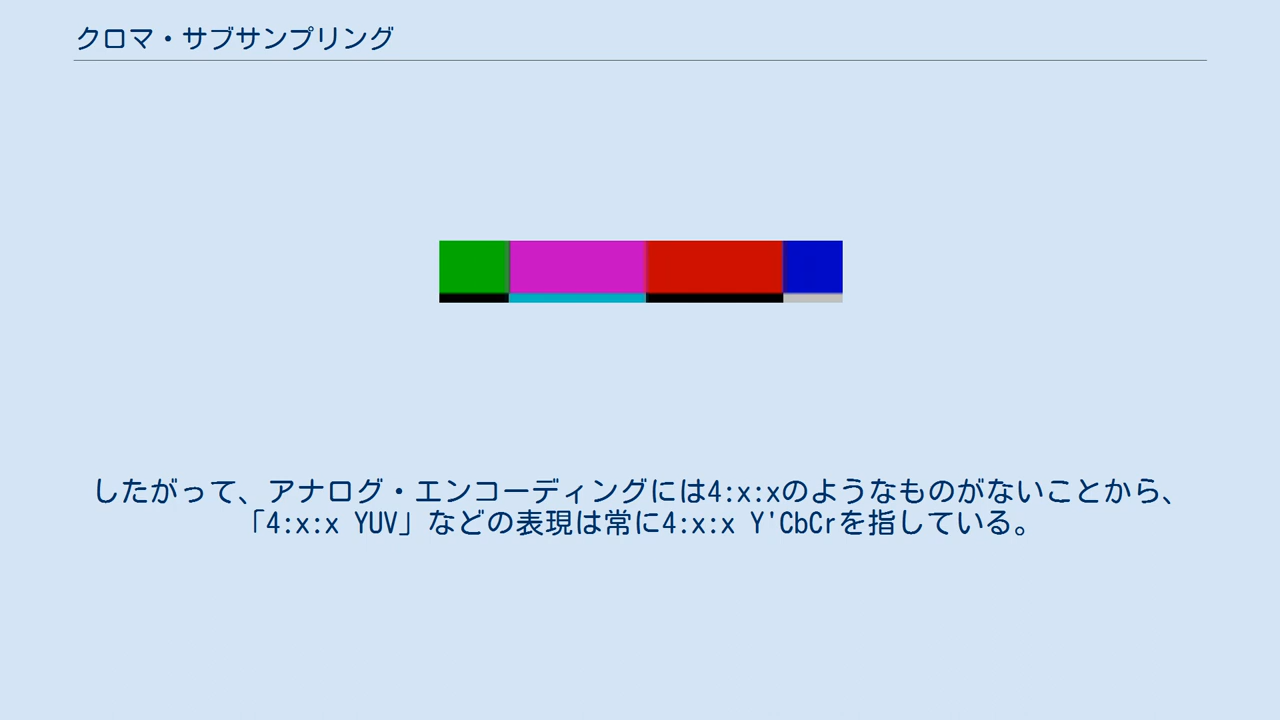 クロマ・サブサンプリング
したがって、アナログ・エンコーディングには4:x:xのようなものがないことから、
「4:x:x YUV」などの表現は常に4:x:x Y'CbCrを指している。